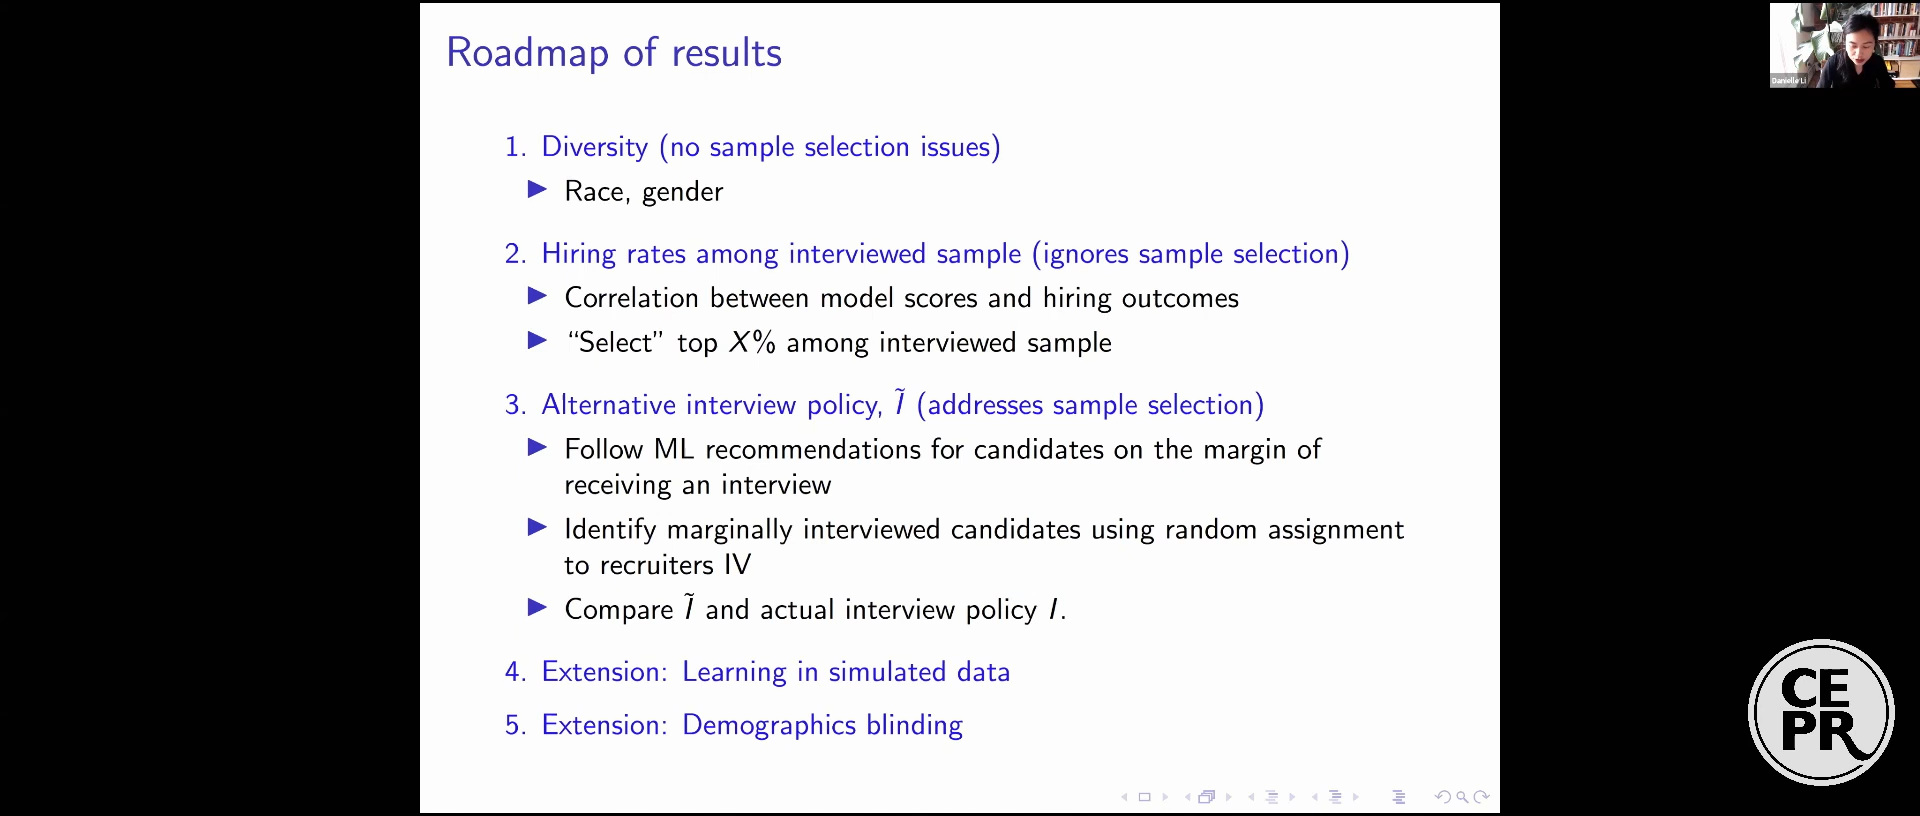 Roadmap of results
1. Diversity (no sample selection issues)
▶ Race, gender
2. Hiring rates among interviewed sample (ignores sample selection)
▶ Correlation between model scores and hiring outcomes
▶ “Select” top X% among interviewed sample
3. Alternative interview policy, Ĩ (addresses sample selection)
▶ Follow ML recommendations for candidates on the margin of
receiving an interview
▶ Identify marginally interviewed candidates using random assignment
to recruiters IV
▶ Compare Ĩ and actual interview policy I.
4. Extension: Learning in simulated data
5. Extension: Demographics blinding
Danielle Li
CE
PR